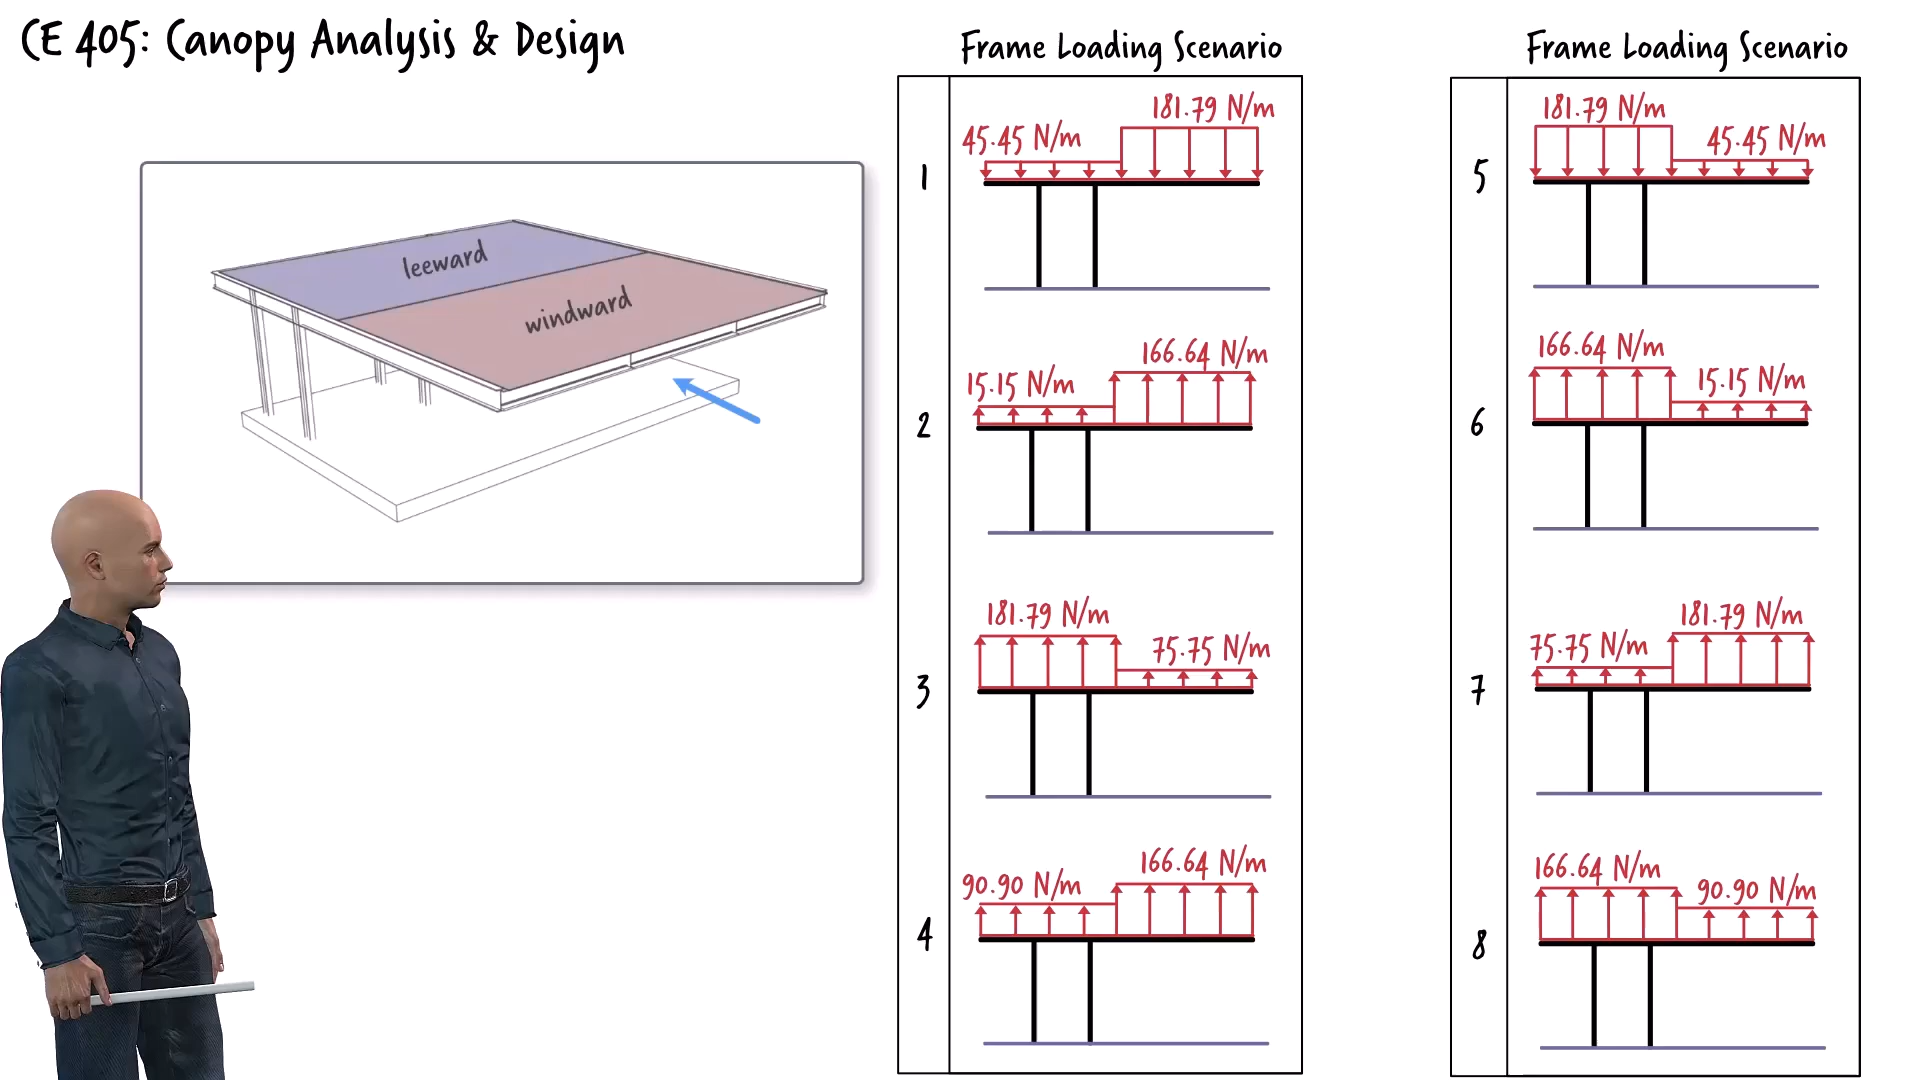 CE 405: Canopy Analysis & Design
leeward
windward
Frame Loading Scenario
1
45.45 N/m
181.79 N/m
2
15.15 N/m
166.64 N/m
3
181.79 N/m
75.75 N/m
4
90.90 N/m
166.64 N/m
Frame Loading Scenario
5
181.79 N/m
45.45 N/m
6
166.64 N/m
15.15 N/m
7
75.75 N/m
181.79 N/m
8
166.64 N/m
90.90 N/m